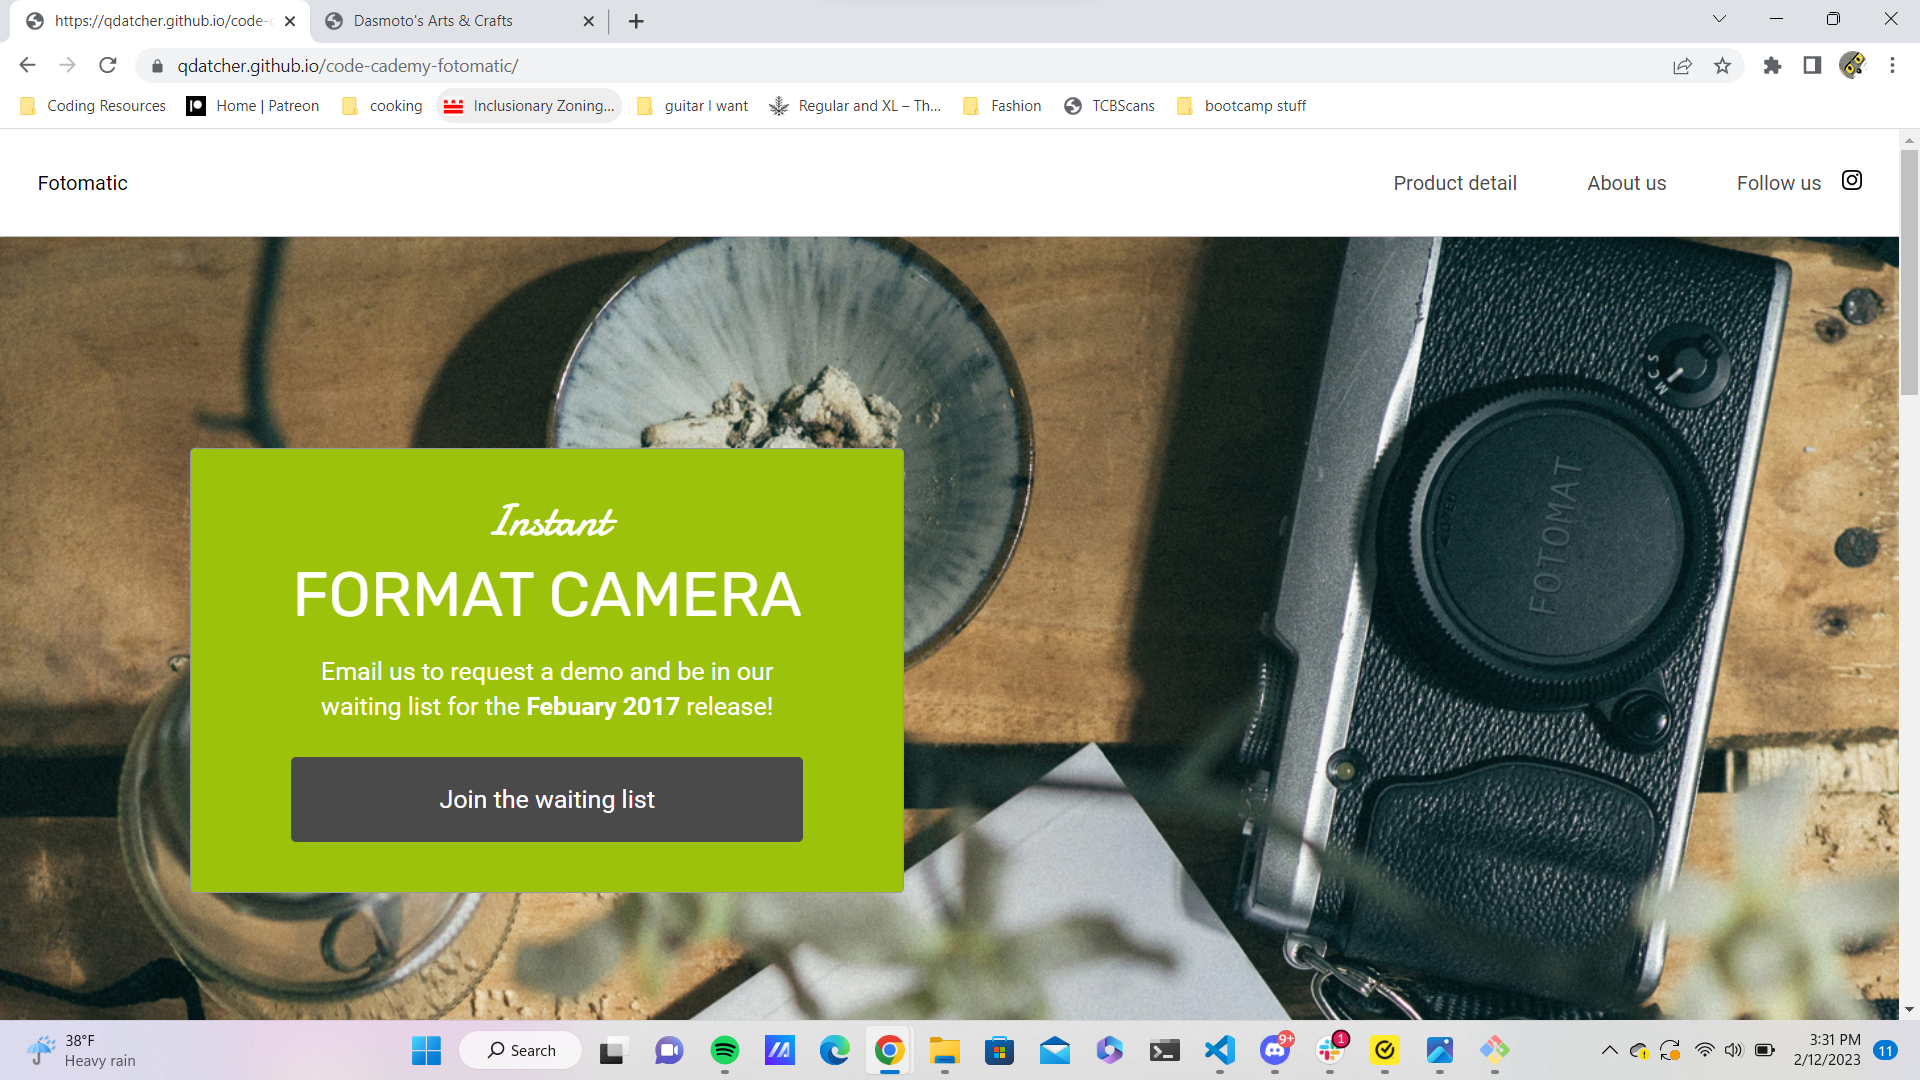 https://qdatcher.github.io/code-c
Dasmoto's Arts & Crafts
qdatcher.github.io/code-cademy-fotomatic/
Coding Resources
Home | Patreon
cooking
Inclusionary Zoning...
guitar I want
Regular and XL – Th...
Fashion
TCBScans
bootcamp stuff
Fotomatic
Product detail
About us
Follow us
S C M
FOTOMAT
Instant
FORMAT CAMERA
Email us to request a demo and be in our
waiting list for the Febuary 2017 release!
Join the waiting list
38°F
Heavy rain
Search
9+
1
3:31 PM
2/12/2023
11